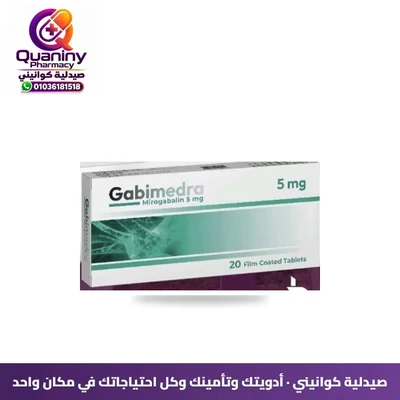 Quaniny
Pharmacy
صيدلية كوانيني
01036181518
Gabimedra
Mirogabalin 5 mg
5 mg
20 Film Coated Tablets
Gabimedra
صيدلية كوانيني · أدويتك وتأمينك وكل احتياجاتك في مكان واحد